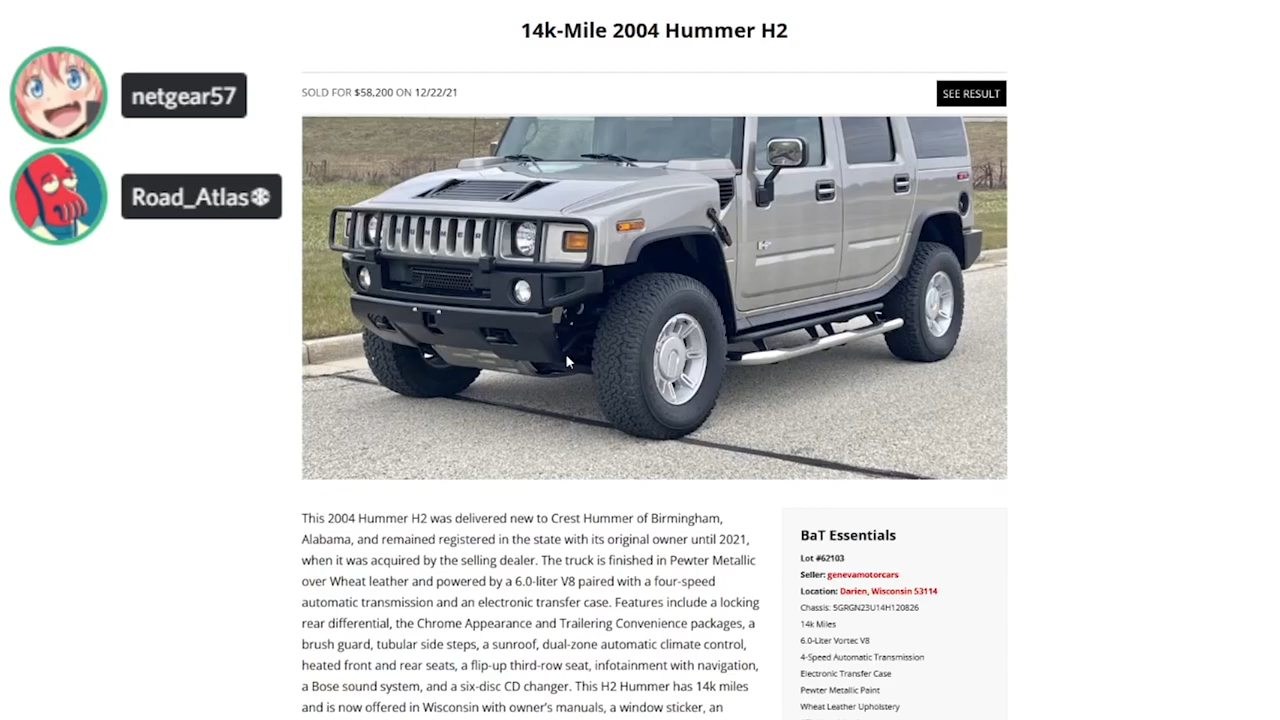 14k-Mile 2004 Hummer H2
netgear57
Road_Atlas
SOLD FOR $58,200 ON 12/22/21
SEE RESULT
HUMMER
H2
This 2004 Hummer H2 was delivered new to Crest Hummer of Birmingham,
Alabama, and remained registered in the state with its original owner until 2021,
when it was acquired by the selling dealer. The truck is finished in Pewter Metallic
over Wheat leather and powered by a 6.0-liter V8 paired with a four-speed
automatic transmission and an electronic transfer case. Features include a locking
rear differential, the Chrome Appearance and Trailering Convenience packages, a
brush guard, tubular side steps, a sunroof, dual-zone automatic climate control,
heated front and rear seats, a flip-up third-row seat, infotainment with navigation,
a Bose sound system, and a six-disc CD changer. This H2 Hummer has 14k miles
and is now offered in Wisconsin with owner's manuals, a window sticker, an
BaT Essentials
Lot #62103
Seller: genevamotorcars
Location: Darien, Wisconsin 53114
Chassis: 5GRGN23U14H120826
14k Miles
6.0-Liter Vortec V8
4-Speed Automatic Transmission
Electronic Transfer Case
Pewter Metallic Paint
Wheat Leather Upholstery